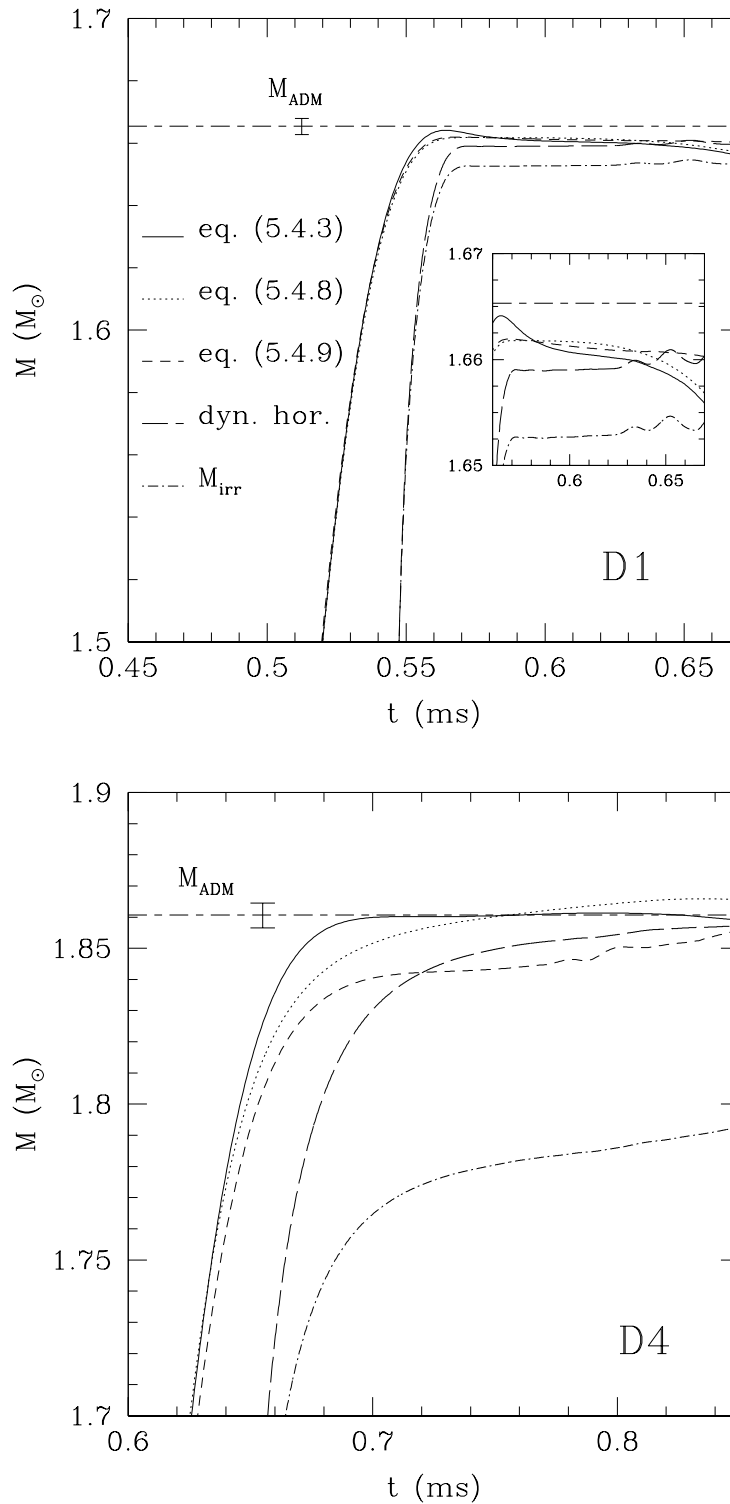 1.7
M_ADM
eq. (5.4.3)
eq. (5.4.8)
eq. (5.4.9)
dyn. hor.
M_irr
M (M_⊙)
1.6
1.67
1.66
1.65
0.6 0.65
D1
1.5
0.45 0.5 0.55 0.6 0.65
t (ms)
1.9
M_ADM
1.85
M (M_⊙)
1.8
1.75
D4
1.7
0.6 0.7 0.8
t (ms)